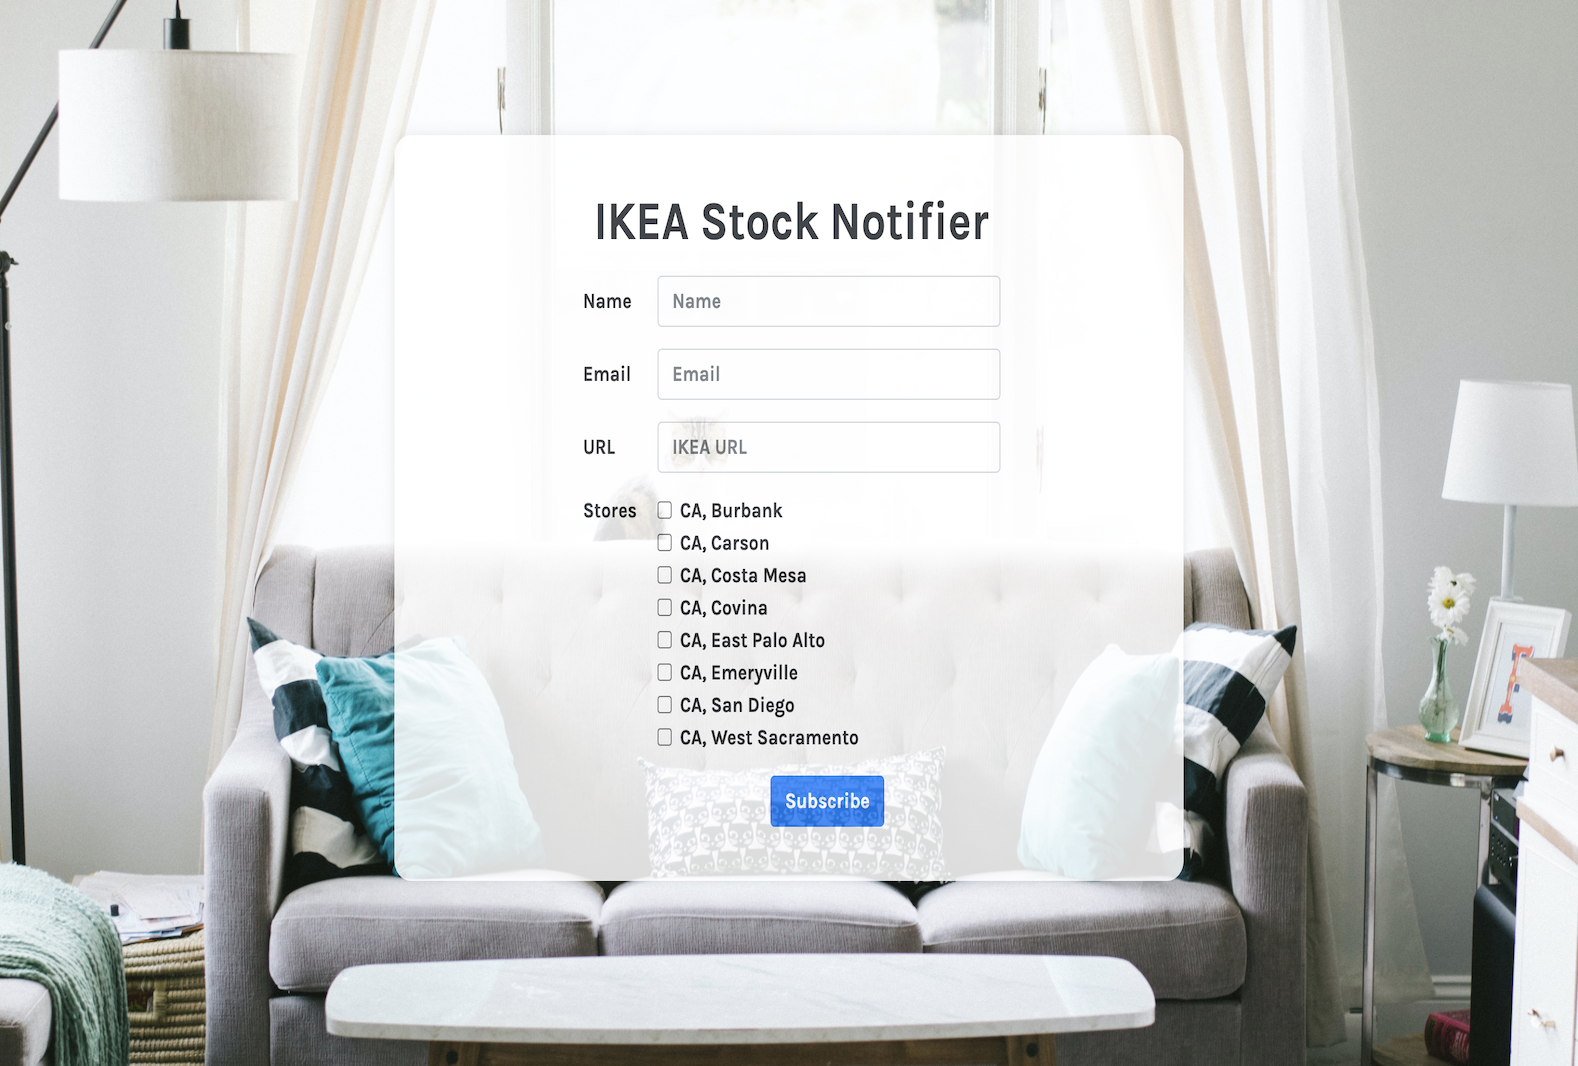 IKEA Stock Notifier
Name Name
Email Email
URL IKEA URL
Stores CA, Burbank
CA, Carson
CA, Costa Mesa
CA, Covina
CA, East Palo Alto
CA, Emeryville
CA, San Diego
CA, West Sacramento
Subscribe